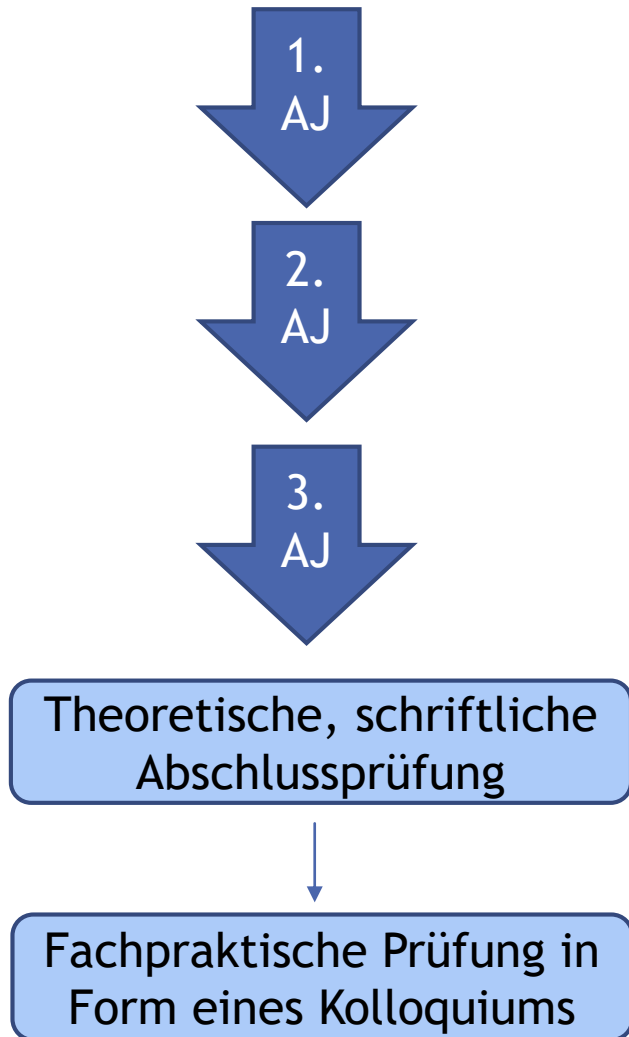 1.
AJ
2.
AJ
3.
AJ
Theoretische, schriftliche
Abschlussprüfung
Fachpraktische Prüfung in
Form eines Kolloquiums